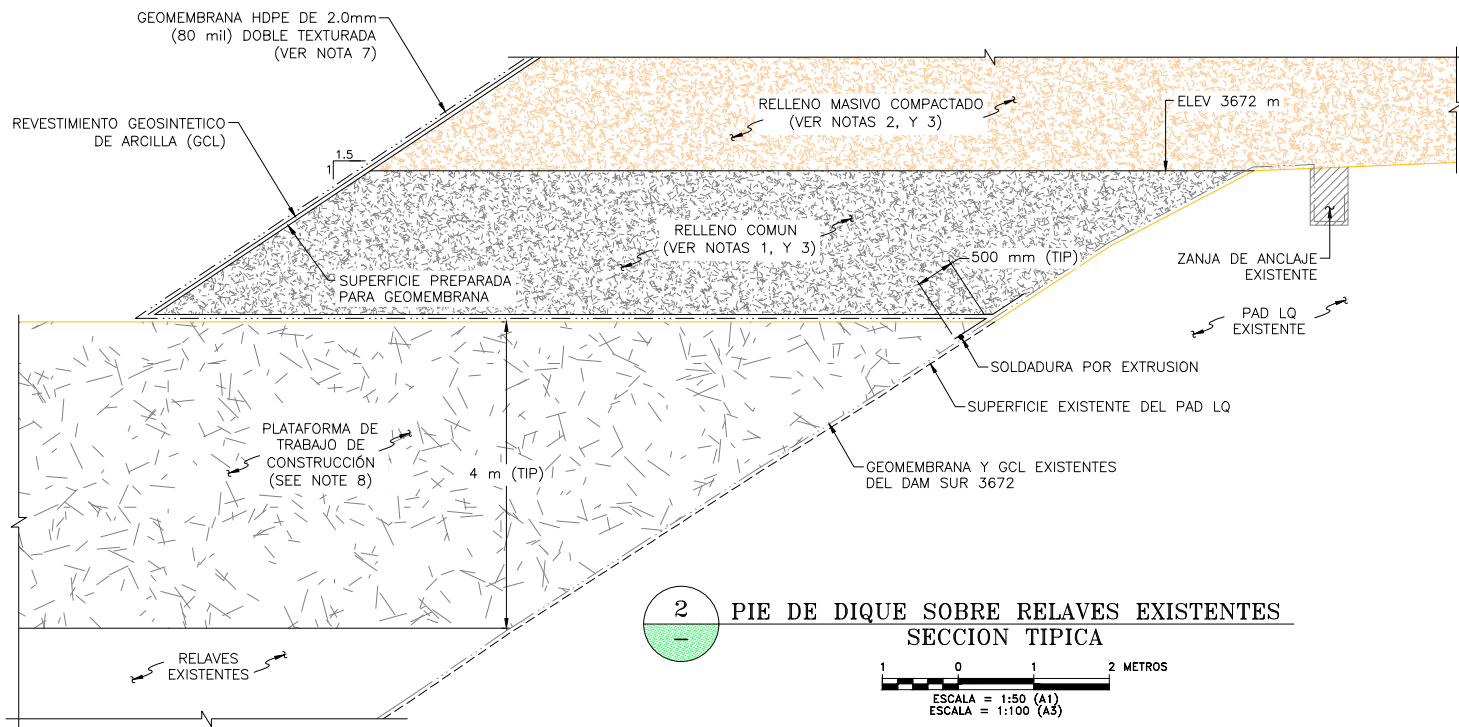 GEOMEMBRANA HDPE DE 2.0mm
(80 mil) DOBLE TEXTURADA
(VER NOTA 7)
REVESTIMIENTO GEOSINTETICO
DE ARCILLA (GCL)
1.5
1
RELLENO MASIVO COMPACTADO
(VER NOTAS 2, Y 3)
ELEV 3672 m
RELLENO COMUN
(VER NOTAS 1, Y 3)
SUPERFICIE PREPARADA
PARA GEOMEMBRANA
500 mm (TIP)
ZANJA DE ANCLAJE
EXISTENTE
PAD LQ
EXISTENTE
SOLDADURA POR EXTRUSION
SUPERFICIE EXISTENTE DEL PAD LQ
PLATAFORMA DE
TRABAJO DE
CONSTRUCCIÓN
(SEE NOTE 8)
4 m (TIP)
GEOMEMBRANA Y GCL EXISTENTES
DEL DAM SUR 3672
RELAVES
EXISTENTES
2
–
PIE DE DIQUE SOBRE RELAVES EXISTENTES
SECCION TIPICA
1 0 1 2 METROS
ESCALA = 1:50 (A1)
ESCALA = 1:100 (A3)